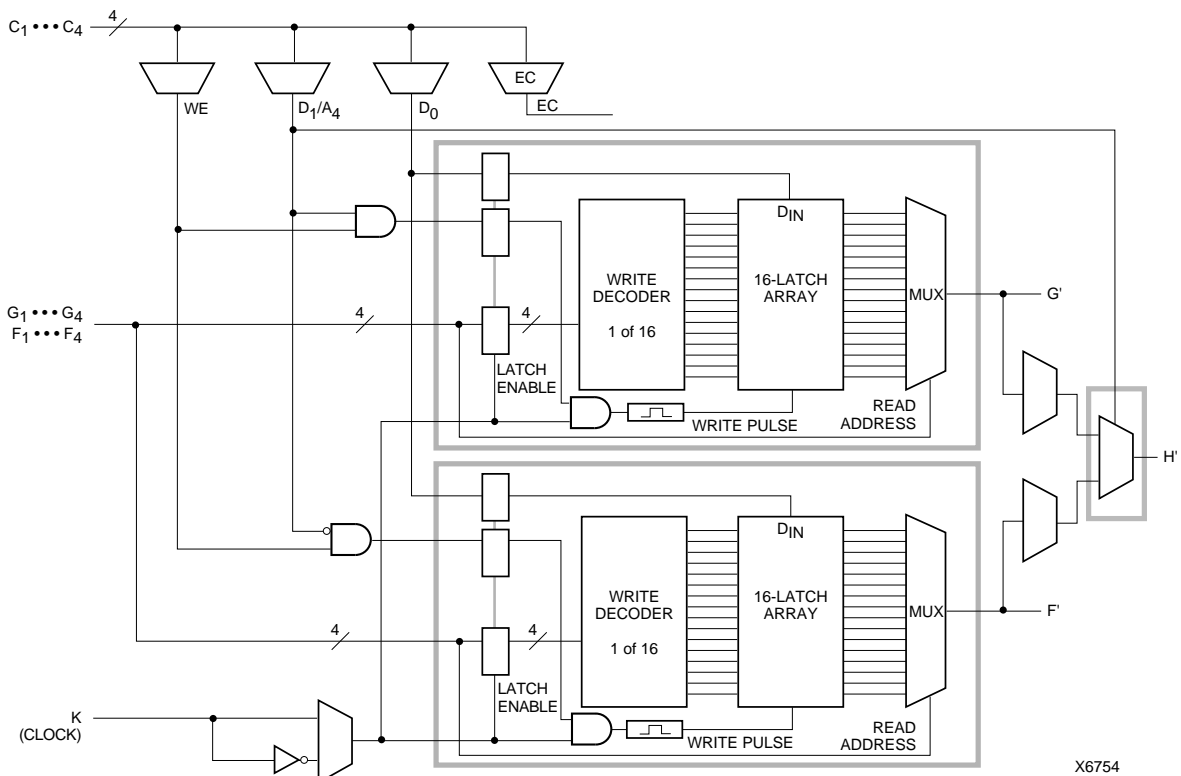 C1 ••• C4
4
WE
D1/A4
D0
EC
EC
DIN
WRITE
DECODER
1 of 16
16-LATCH
ARRAY
MUX
G'
G1 ••• G4
F1 ••• F4
4
4
LATCH
ENABLE
WRITE PULSE
READ
ADDRESS
H'
DIN
WRITE
DECODER
1 of 16
16-LATCH
ARRAY
MUX
F'
4
4
LATCH
ENABLE
WRITE PULSE
READ
ADDRESS
K
(CLOCK)
X6754